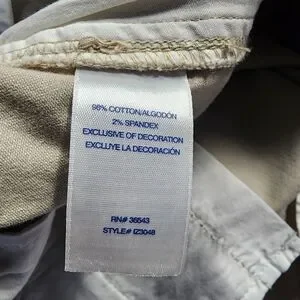 98% COTTON/ALGODÓN
2% SPANDEX
EXCLUSIVE OF DECORATION
EXCLUYE LA DECORACIÓN
RN# 36543
STYLE# IZ3048